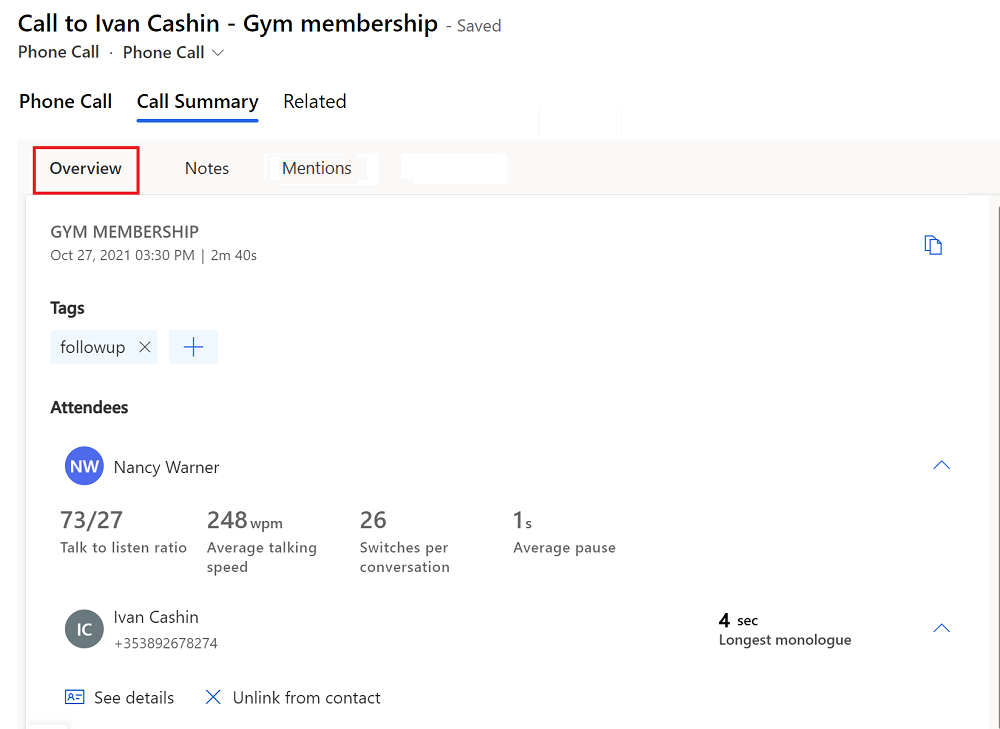 Call to Ivan Cashin - Gym membership - Saved
Phone Call · Phone Call
Phone Call Call Summary Related
Overview Notes Mentions
GYM MEMBERSHIP
Oct 27, 2021 03:30 PM | 2m 40s
Tags
followup
Attendees
NW Nancy Warner
73/27 248 wpm 26 1s
Talk to listen ratio Average talking Switches per Average pause
speed conversation
IC Ivan Cashin 4 sec
+353892678274 Longest monologue
See details Unlink from contact